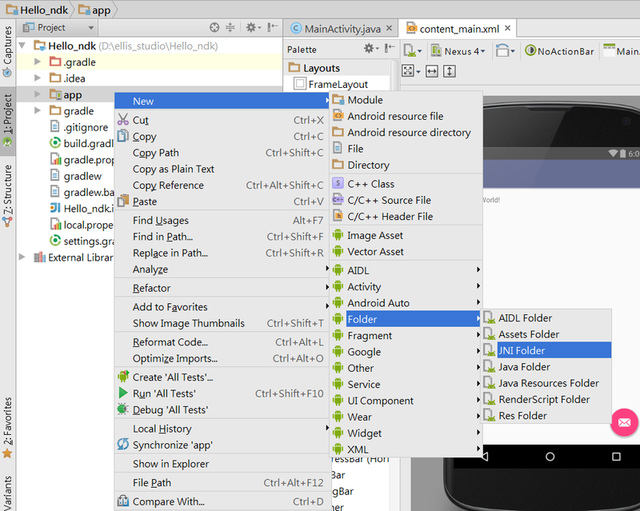 Hello_ndk
app
Captures
1: Project
7: Structure
2: Favorites
Variants
Project
Hello_ndk (D:\ellis_studio\Hello_ndk)
.gradle
.idea
app
gradle
.gitignore
build.grad
gradle.prop
gradlew
gradlew.ba
Hello_ndk.i
local.prope
settings.gra
External Librar
MainActivity.java
content_main.xml
Palette
Layouts
FrameLayout
Nexus 4
NoActionBar
Main.
6:0
World!
New
Cut Ctrl+X
Copy Ctrl+C
Copy Path Ctrl+Shift+C
Copy as Plain Text
Copy Reference Ctrl+Alt+Shift+C
Paste Ctrl+V
Find Usages Alt+F7
Find in Path... Ctrl+Shift+F
Replace in Path... Ctrl+Shift+R
Analyze
Refactor
Add to Favorites
Show Image Thumbnails Ctrl+Shift+T
Reformat Code... Ctrl+Alt+L
Optimize Imports... Ctrl+Alt+O
Create 'All Tests'...
Run 'All Tests' Ctrl+Shift+F10
Debug 'All Tests'
Local History
Synchronize 'app'
Show in Explorer
File Path Ctrl+Alt+F12
Compare With... Ctrl+D
Module
Android resource file
Android resource directory
File
Directory
C++ Class
C/C++ Source File
C/C++ Header File
Image Asset
Vector Asset
AIDL
Activity
Android Auto
Folder
Fragment
Google
Other
Service
UI Component
Wear
Widget
XML
AIDL Folder
Assets Folder
JNI Folder
Java Folder
Java Resources Folder
RenderScript Folder
Res Folder
ressBar (Hori
Bar
ngBar
nner